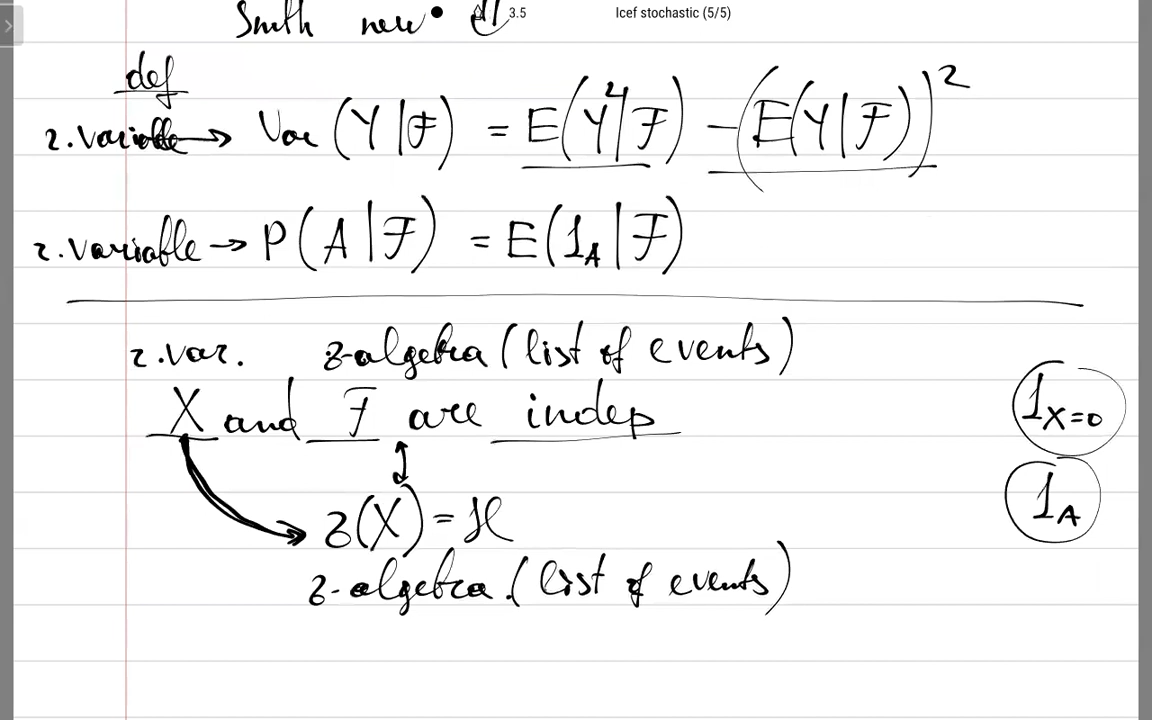 Smith new • 3.5 Icef stochastic (5/5)
def
r.variable → Var (Y|F) = E(Y²|F) - (E(Y|F))²
r.variable → P(A|F) = E(1_A|F)
r.var. σ-algebra (list of events)
X and F are indep
1_{X=0}
σ(X) = H
1_A
σ-algebra. (list of events)